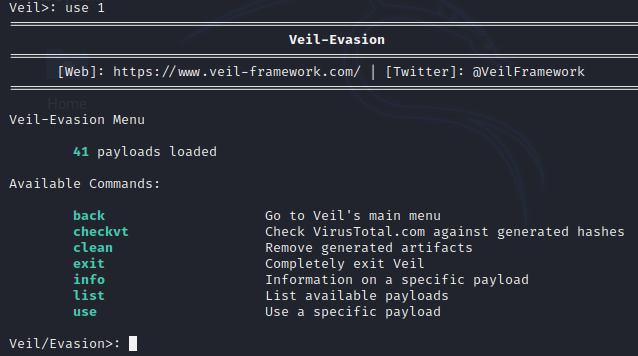 Veil>: use 1
Veil-Evasion
[Web]: https://www.veil-framework.com/ | [Twitter]: @VeilFramework
Home
Veil-Evasion Menu
41 payloads loaded
Available Commands:
back Go to Veil's main menu
checkvt Check VirusTotal.com against generated hashes
clean Remove generated artifacts
exit Completely exit Veil
info Information on a specific payload
list List available payloads
use Use a specific payload
Veil/Evasion>: